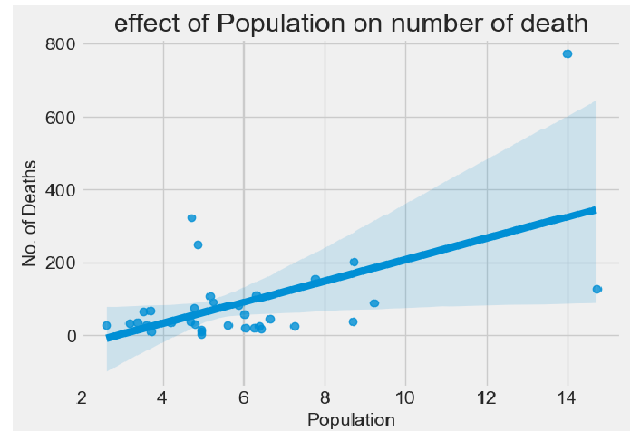 effect of Population on number of death
800
600
400
200
0
No. of Deaths
2 4 6 8 10 12 14
Population